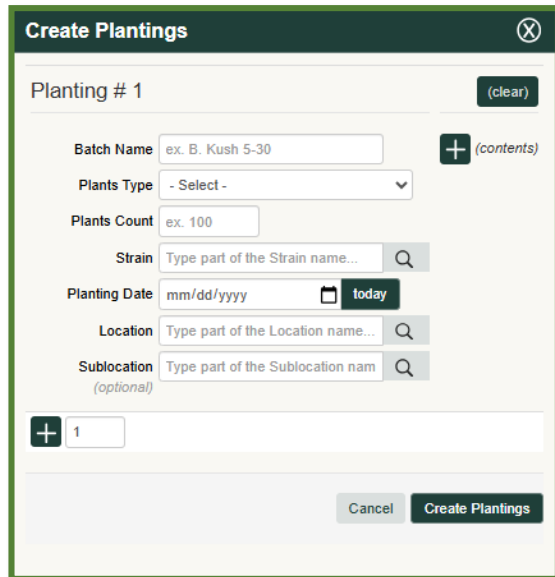 Create Plantings
Planting # 1 (clear)
Batch Name ex. B. Kush 5-30 (contents)
Plants Type - Select -
Plants Count ex. 100
Strain Type part of the Strain name...
Planting Date mm/dd/yyyy today
Location Type part of the Location name...
Sublocation Type part of the Sublocation nam
(optional)
1
Cancel Create Plantings